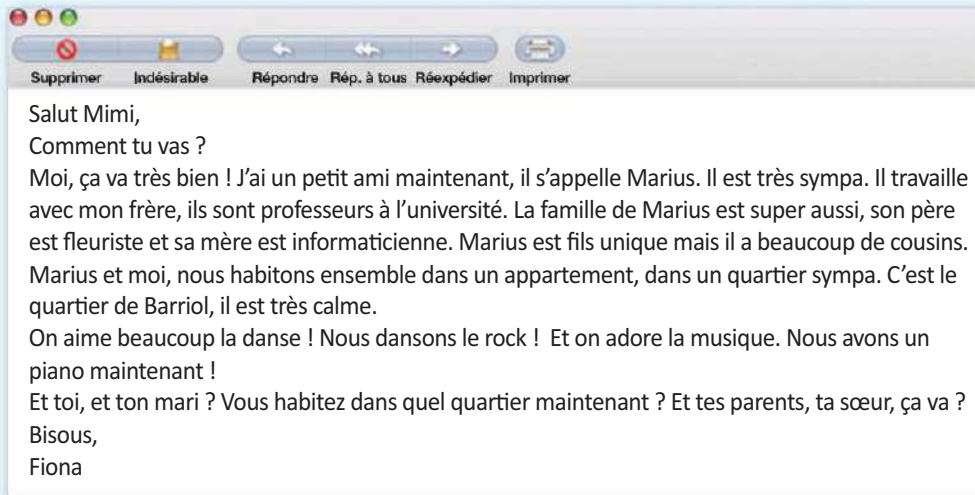 Supprimer Indésirable Répondre Rép. à tous Réexpédier Imprimer
Salut Mimi,
Comment tu vas ?
Moi, ça va très bien ! J'ai un petit ami maintenant, il s'appelle Marius. Il est très sympa. Il travaille
avec mon frère, ils sont professeurs à l'université. La famille de Marius est super aussi, son père
est fleuriste et sa mère est informaticienne. Marius est fils unique mais il a beaucoup de cousins.
Marius et moi, nous habitons ensemble dans un appartement, dans un quartier sympa. C'est le
quartier de Barriol, il est très calme.
On aime beaucoup la danse ! Nous dansons le rock ! Et on adore la musique. Nous avons un
piano maintenant !
Et toi, et ton mari ? Vous habitez dans quel quartier maintenant ? Et tes parents, ta sœur, ça va ?
Bisous,
Fiona